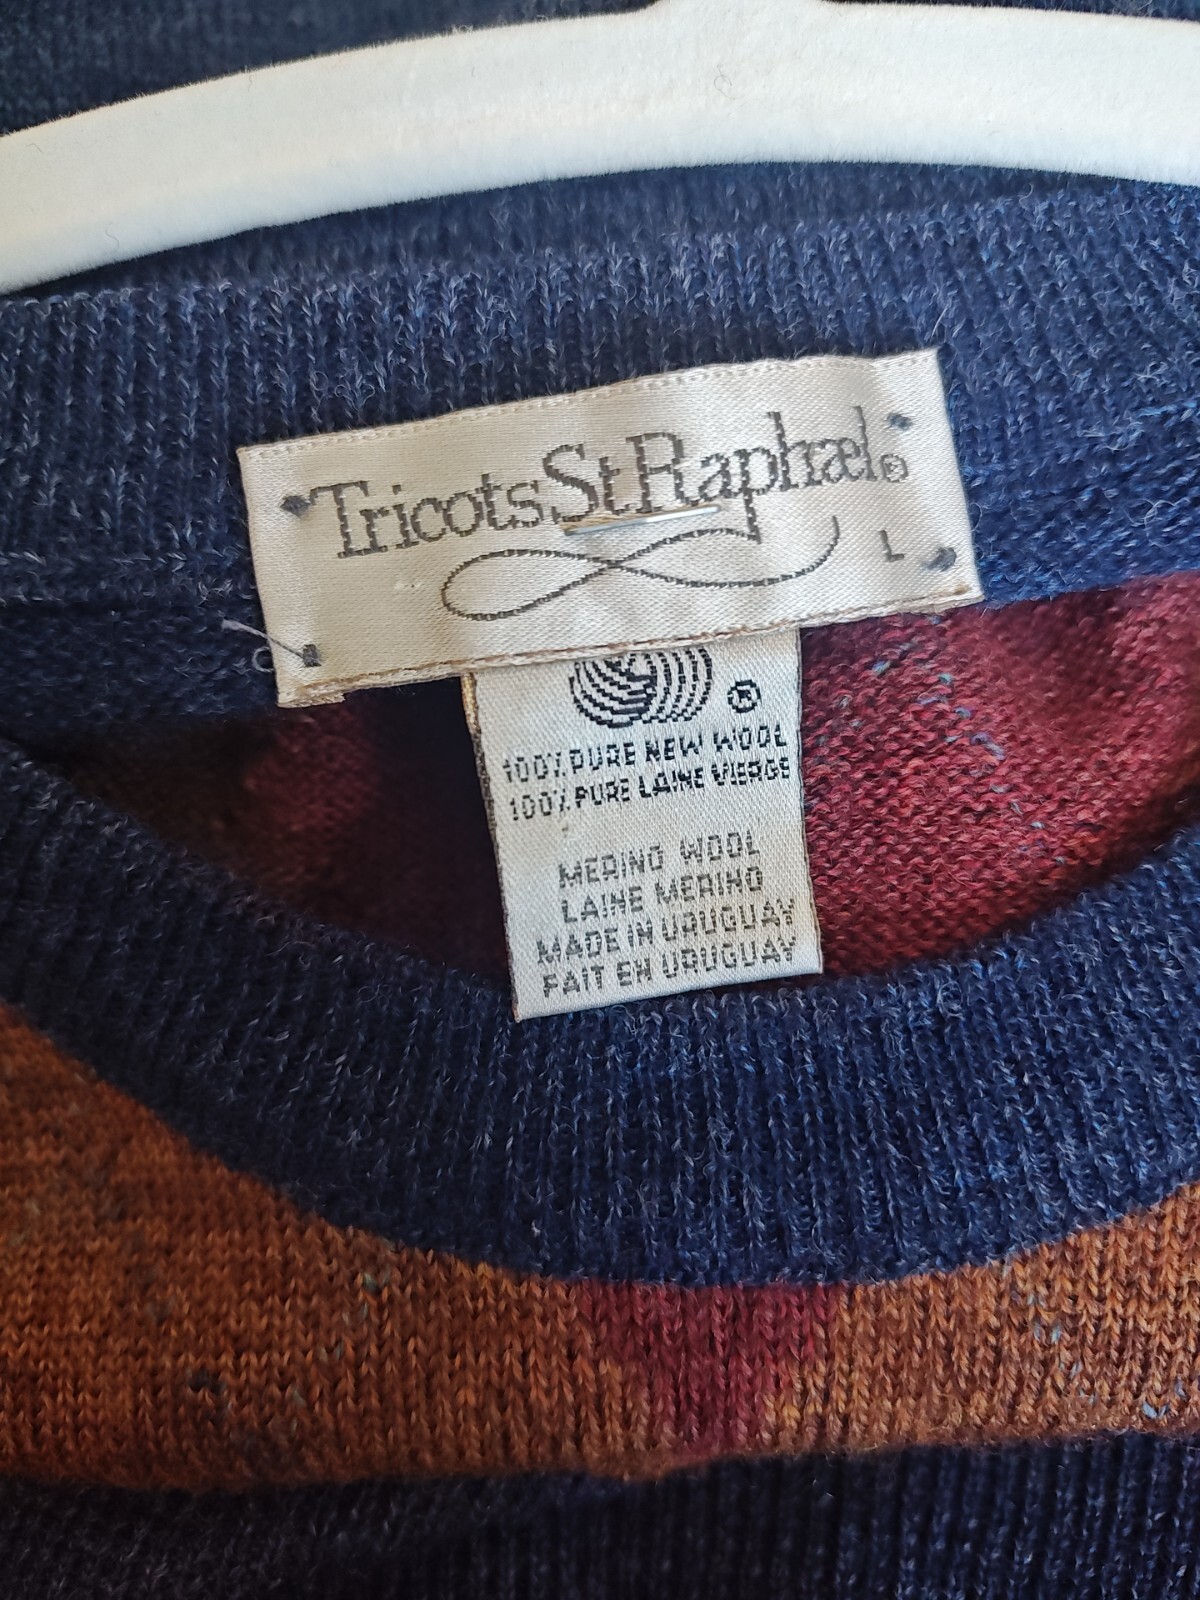 Tricots St Raphael®
L
®
100% PURE NEW WOOL
100% PURE LAINE VIERGE
MERINO WOOL
LAINE MERINO
MADE IN URUGUAY
FAIT EN URUGUAY